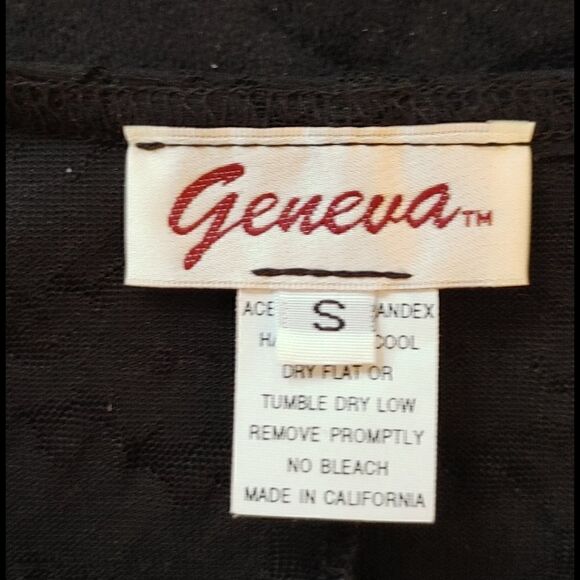 Geneva™
S
DRY FLAT OR
TUMBLE DRY LOW
REMOVE PROMPTLY
NO BLEACH
MADE IN CALIFORNIA